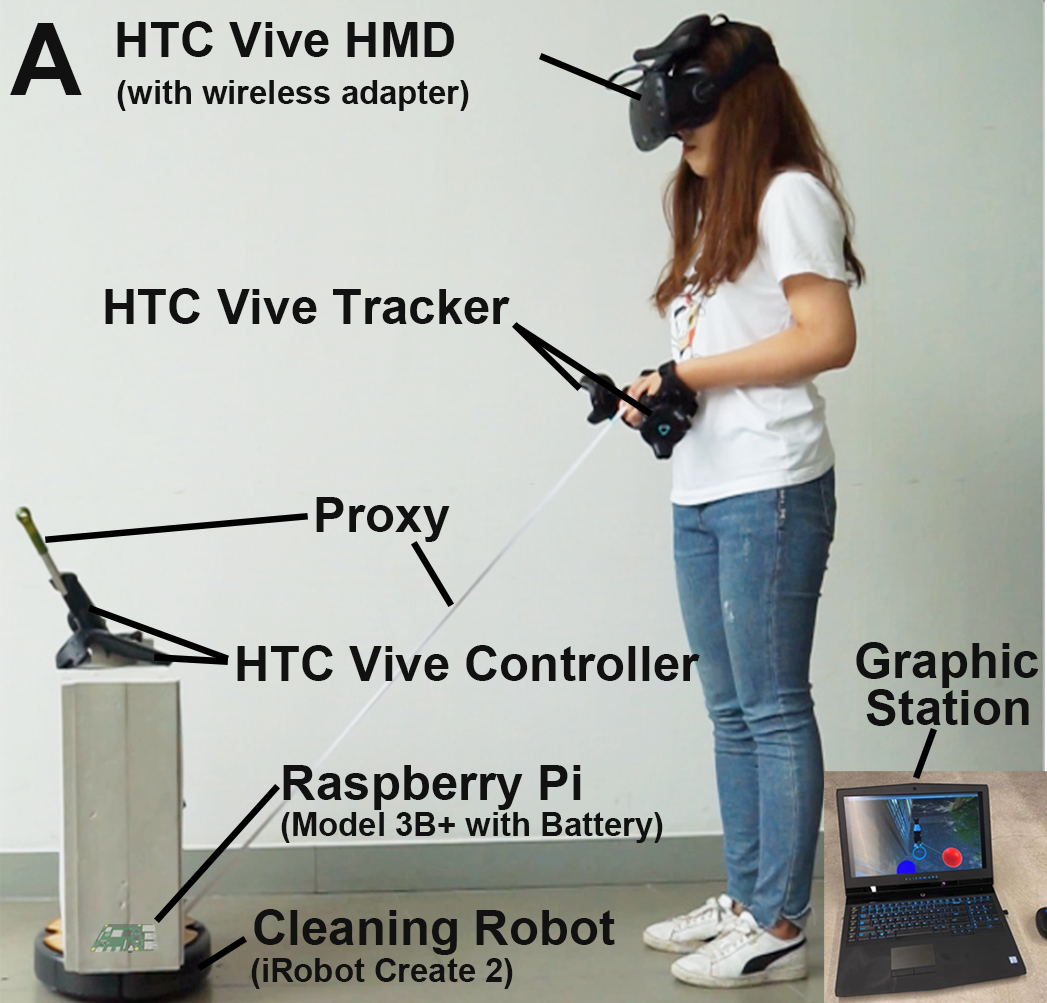 A
HTC Vive HMD
(with wireless adapter)
HTC Vive Tracker
Proxy
HTC Vive Controller
Graphic
Station
Raspberry Pi
(Model 3B+ with Battery)
Cleaning Robot
(iRobot Create 2)
ALIENWARE